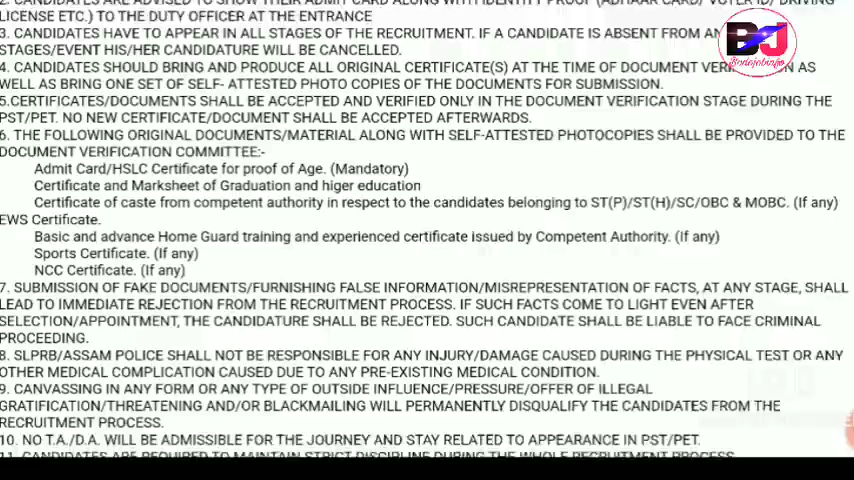 2. CANDIDATES ARE ADVISED TO SHOW THEIR ADMIT CARD ALONG WITH IDENTITY PROOF (ADHAAR CARD/ VOTER ID/ DRIVING
LICENSE ETC.) TO THE DUTY OFFICER AT THE ENTRANCE
3. CANDIDATES HAVE TO APPEAR IN ALL STAGES OF THE RECRUITMENT. IF A CANDIDATE IS ABSENT FROM
STAGES/EVENT HIS/HER CANDIDATURE WILL BE CANCELLED.
4. CANDIDATES SHOULD BRING AND PRODUCE ALL ORIGINAL CERTIFICATE(S) AT THE TIME OF DOCUMENT AS
WELL AS BRING ONE SET OF SELF- ATTESTED PHOTO COPIES OF THE DOCUMENTS FOR SUBMISSION.
5.CERTIFICATES/DOCUMENTS SHALL BE ACCEPTED AND VERIFIED ONLY IN THE DOCUMENT VERIFICATION STAGE DURING THE
PST/PET. NO NEW CERTIFICATE/DOCUMENT SHALL BE ACCEPTED AFTERWARDS.
6. THE FOLLOWING ORIGINAL DOCUMENTS/MATERIAL ALONG WITH SELF-ATTESTED PHOTOCOPIES SHALL BE PROVIDED TO THE
DOCUMENT VERIFICATION COMMITTEE:-
Admit Card/HSLC Certificate for proof of Age. (Mandatory)
Certificate and Marksheet of Graduation and higer education
Certificate of caste from competent authority in respect to the candidates belonging to ST(P)/ST(H)/SC/OBC & MOBC. (If any)
EWS Certificate.
Basic and advance Home Guard training and experienced certificate issued by Competent Authority. (If any)
Sports Certificate. (If any)
NCC Certificate. (If any)
7. SUBMISSION OF FAKE DOCUMENTS/FURNISHING FALSE INFORMATION/MISREPRESENTATION OF FACTS, AT ANY STAGE, SHALL
LEAD TO IMMEDIATE REJECTION FROM THE RECRUITMENT PROCESS. IF SUCH FACTS COME TO LIGHT EVEN AFTER
SELECTION/APPOINTMENT, THE CANDIDATURE SHALL BE REJECTED. SUCH CANDIDATE SHALL BE LIABLE TO FACE CRIMINAL
PROCEEDING.
8. SLPRB/ASSAM POLICE SHALL NOT BE RESPONSIBLE FOR ANY INJURY/DAMAGE CAUSED DURING THE PHYSICAL TEST OR ANY
OTHER MEDICAL COMPLICATION CAUSED DUE TO ANY PRE-EXISTING MEDICAL CONDITION.
9. CANVASSING IN ANY FORM OR ANY TYPE OF OUTSIDE INFLUENCE/PRESSURE/OFFER OF ILLEGAL
GRATIFICATION/THREATENING AND/OR BLACKMAILING WILL PERMANENTLY DISQUALIFY THE CANDIDATES FROM THE
RECRUITMENT PROCESS.
10. NO T.A./D.A. WILL BE ADMISSIBLE FOR THE JOURNEY AND STAY RELATED TO APPEARANCE IN PST/PET.
11. CANDIDATES ARE REQUIRED TO MAINTAIN STRICT DISCIPLINE DURING THE WHOLE RECRUITMENT PROCESS
BJ
Bodojobinfo